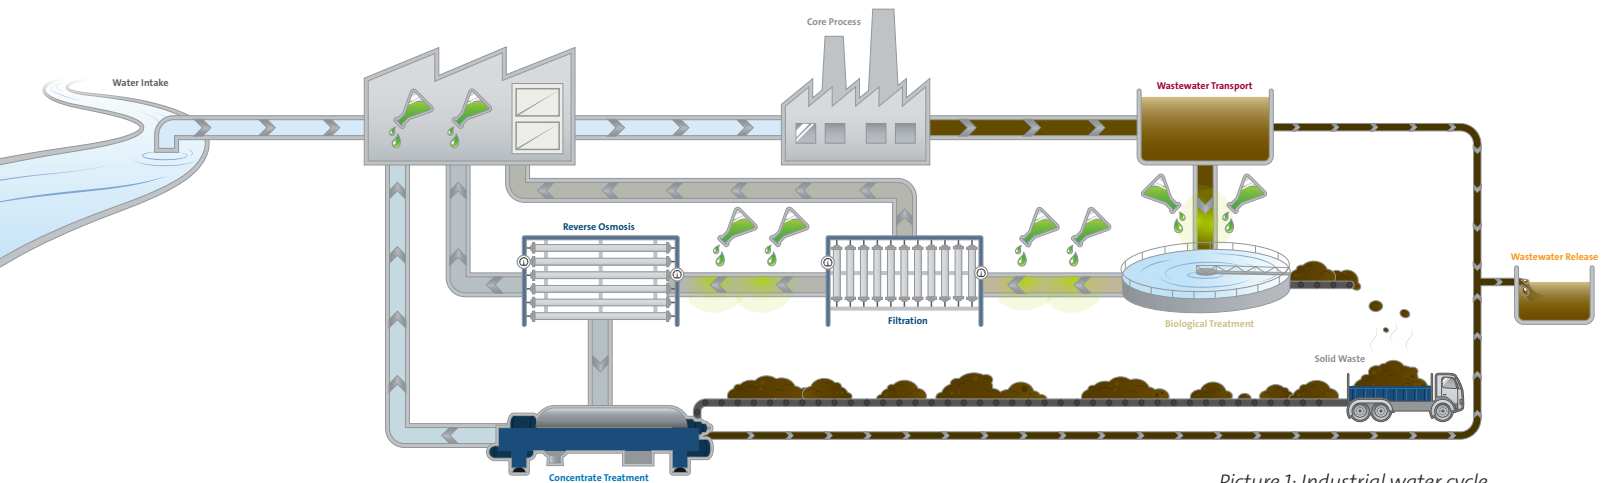 Core Process
Water Intake
Wastewater Transport
Reverse Osmosis
Wastewater Release
Filtration
Biological Treatment
Solid Waste
Concentrate Treatment
Picture 1: Industrial water cycle